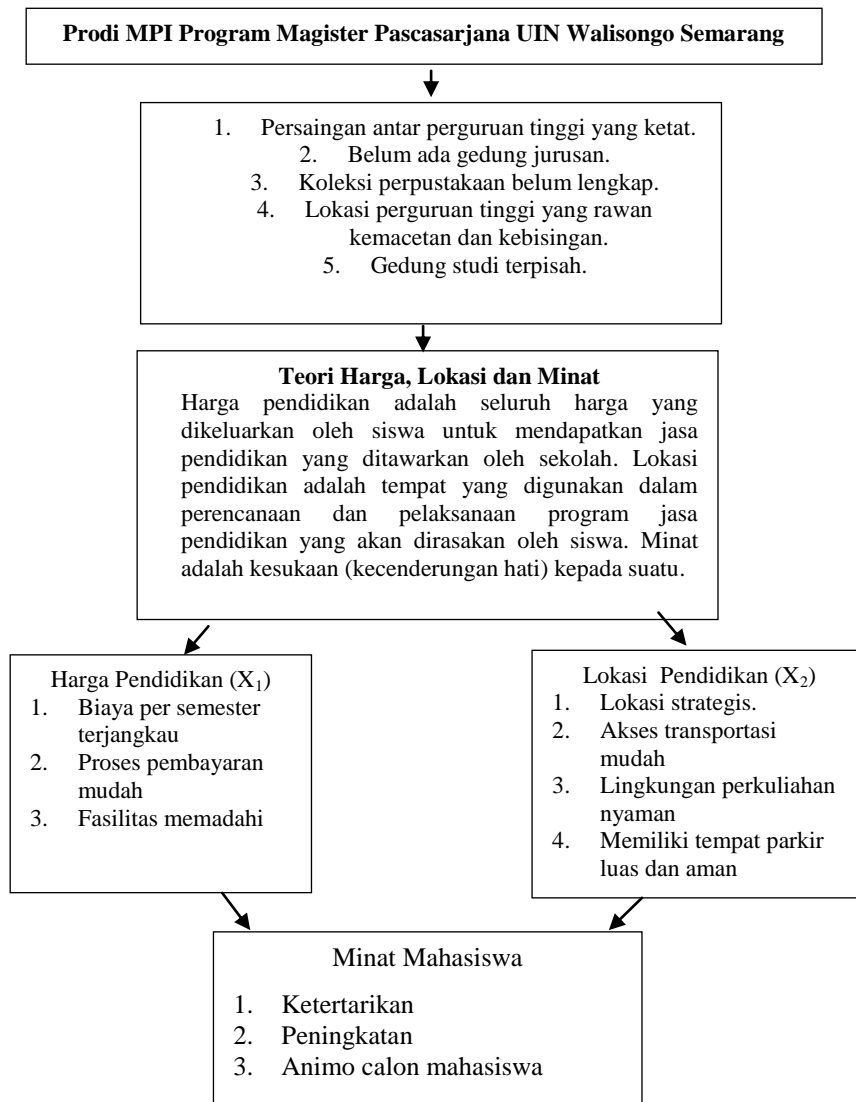 Prodi MPI Program Magister Pascasarjana UIN Walisongo Semarang
1. Persaingan antar perguruan tinggi yang ketat.
2. Belum ada gedung jurusan.
3. Koleksi perpustakaan belum lengkap.
4. Lokasi perguruan tinggi yang rawan
kemacetan dan kebisingan.
5. Gedung studi terpisah.
Teori Harga, Lokasi dan Minat
Harga pendidikan adalah seluruh harga yang
dikeluarkan oleh siswa untuk mendapatkan jasa
pendidikan yang ditawarkan oleh sekolah. Lokasi
pendidikan adalah tempat yang digunakan dalam
perencanaan dan pelaksanaan program jasa
pendidikan yang akan dirasakan oleh siswa. Minat
adalah kesukaan (kecenderungan hati) kepada suatu.
Harga Pendidikan (X₁)
1. Biaya per semester
terjangkau
2. Proses pembayaran
mudah
3. Fasilitas memadahi
Lokasi Pendidikan (X₂)
1. Lokasi strategis.
2. Akses transportasi
mudah
3. Lingkungan perkuliahan
nyaman
4. Memiliki tempat parkir
luas dan aman
Minat Mahasiswa
1. Ketertarikan
2. Peningkatan
3. Animo calon mahasiswa